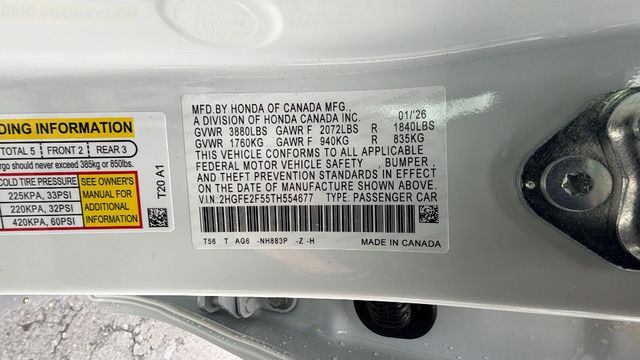 DING INFORMATION
TOTAL 5 FRONT 2 REAR 3
rgo should never exceed 385kg or 850lbs.
COLD TIRE PRESSURE
225KPA, 33PSI
220KPA, 32PSI
420KPA, 60PSI
SEE OWNER'S
MANUAL FOR
ADDITIONAL
INFORMATION
T20 A1
MFD.BY HONDA OF CANADA MFG.,
A DIVISION OF HONDA CANADA INC. 01/'26
GVWR 3880LBS GAWR F 2072LBS R 1840LBS
GVWR 1760KG GAWR F 940KG R 835KG
THIS VEHICLE CONFORMS TO ALL APPLICABLE
FEDERAL MOTOR VEHICLE SAFETY, BUMPER,
AND THEFT PREVENTION STANDARDS IN EFFECT
ON THE DATE OF MANUFACTURE SHOWN ABOVE.
V.I.N:2HGFE2F55TH554677 TYPE: PASSENGER CAR
T56 T AG6 -NH883P -Z -H
MADE IN CANADA